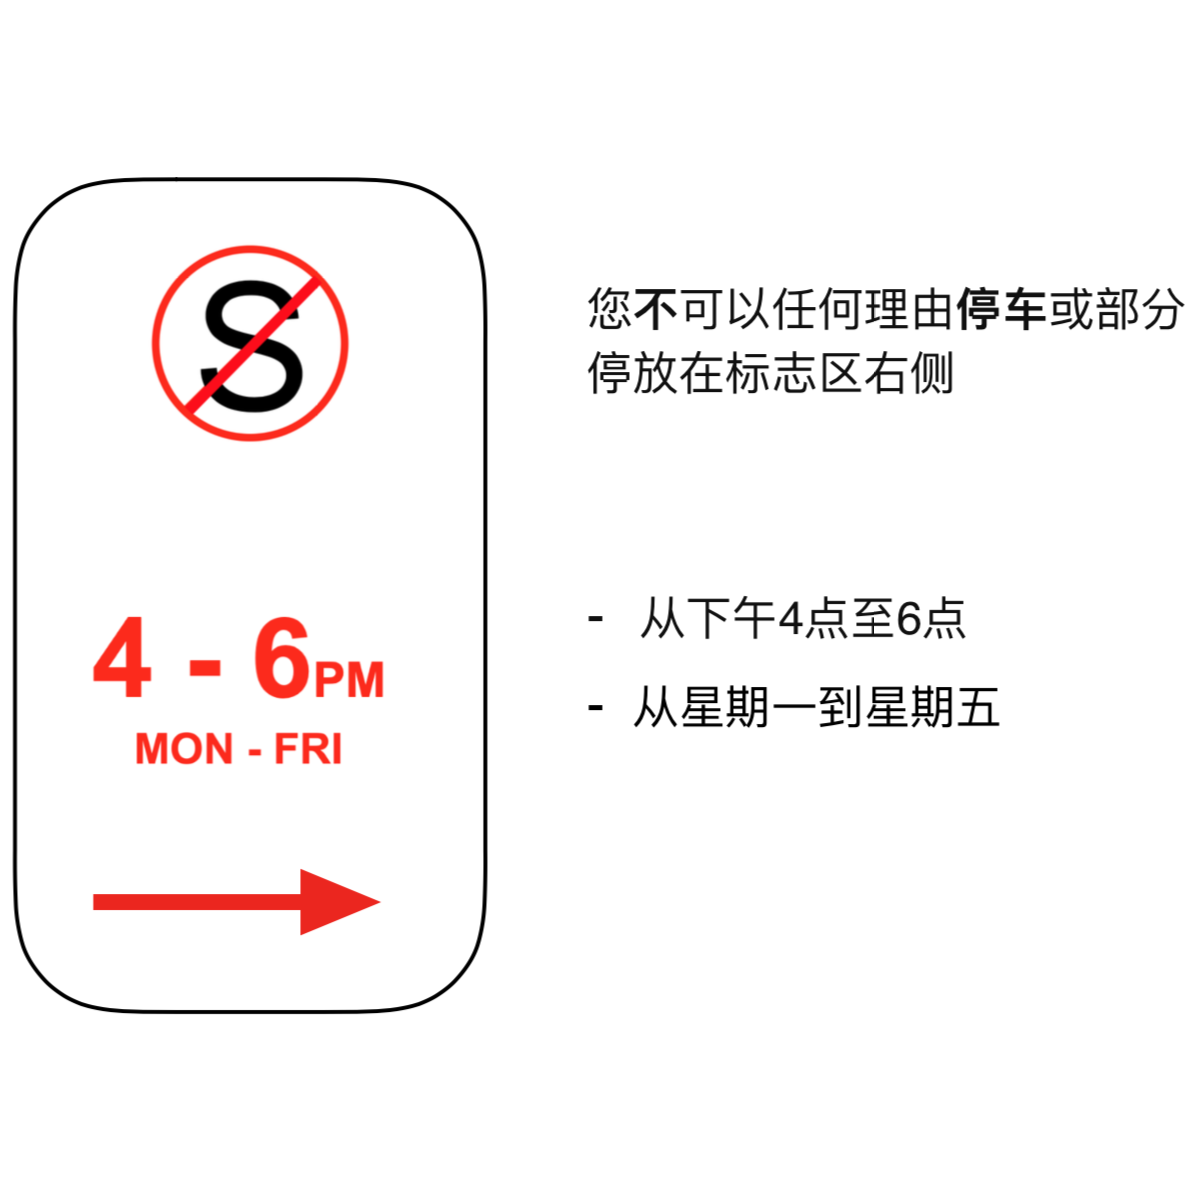 S
4 - 6PM
MON - FRI
您不可以任何理由停车或部分
停放在标志区右侧
- 从下午4点至6点
- 从星期一到星期五